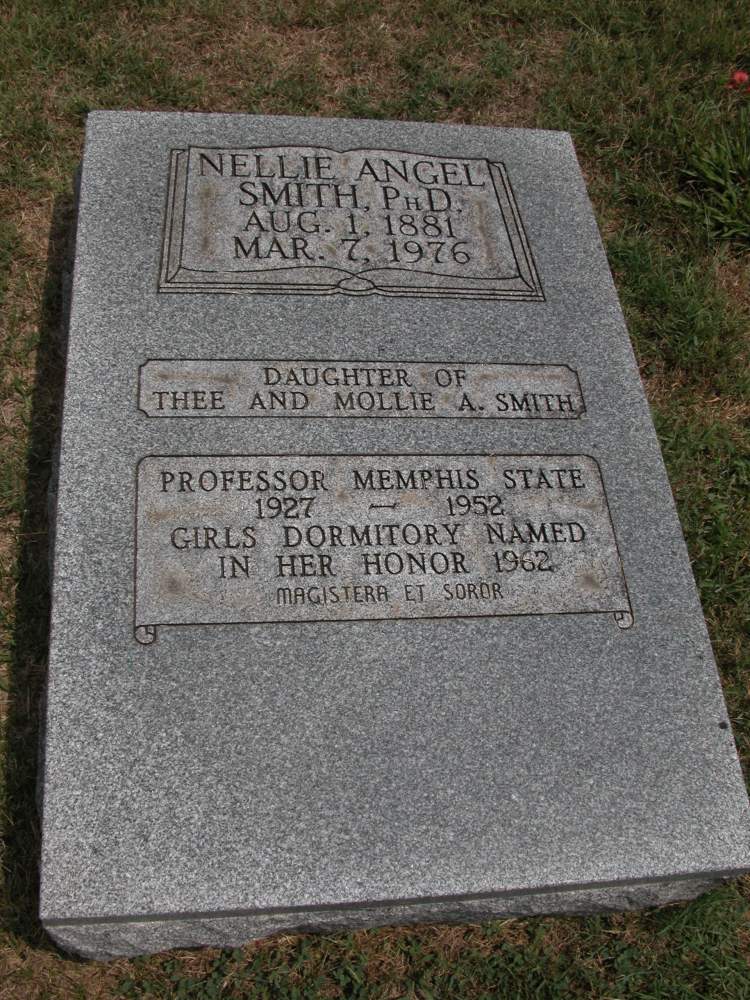 NELLIE ANGEL
SMITH, PHD.
AUG. 1, 1881
MAR. 7, 1976
DAUGHTER OF
THEE AND MOLLIE A. SMITH
PROFESSOR MEMPHIS STATE
1927 — 1952
GIRLS DORMITORY NAMED
IN HER HONOR 1962
MAGISTERA ET SOROR